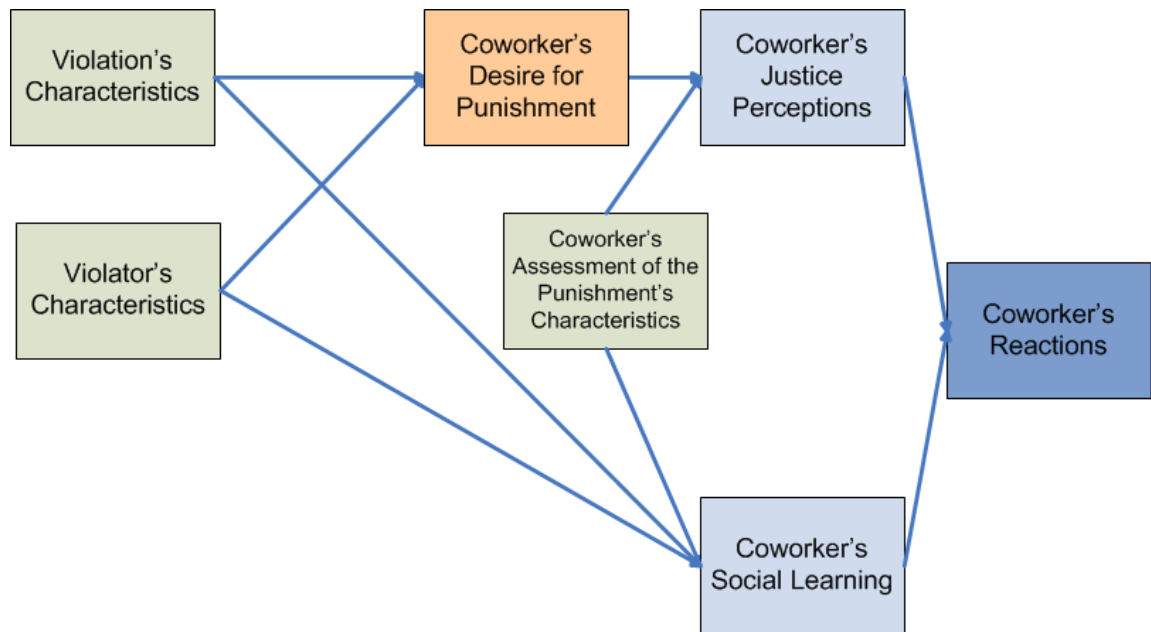 Violation’s
Characteristics
Coworker’s
Desire for
Punishment
Coworker’s
Justice
Perceptions
Violator’s
Characteristics
Coworker’s
Assessment of the
Punishment’s
Characteristics
Coworker’s
Reactions
Coworker’s
Social Learning